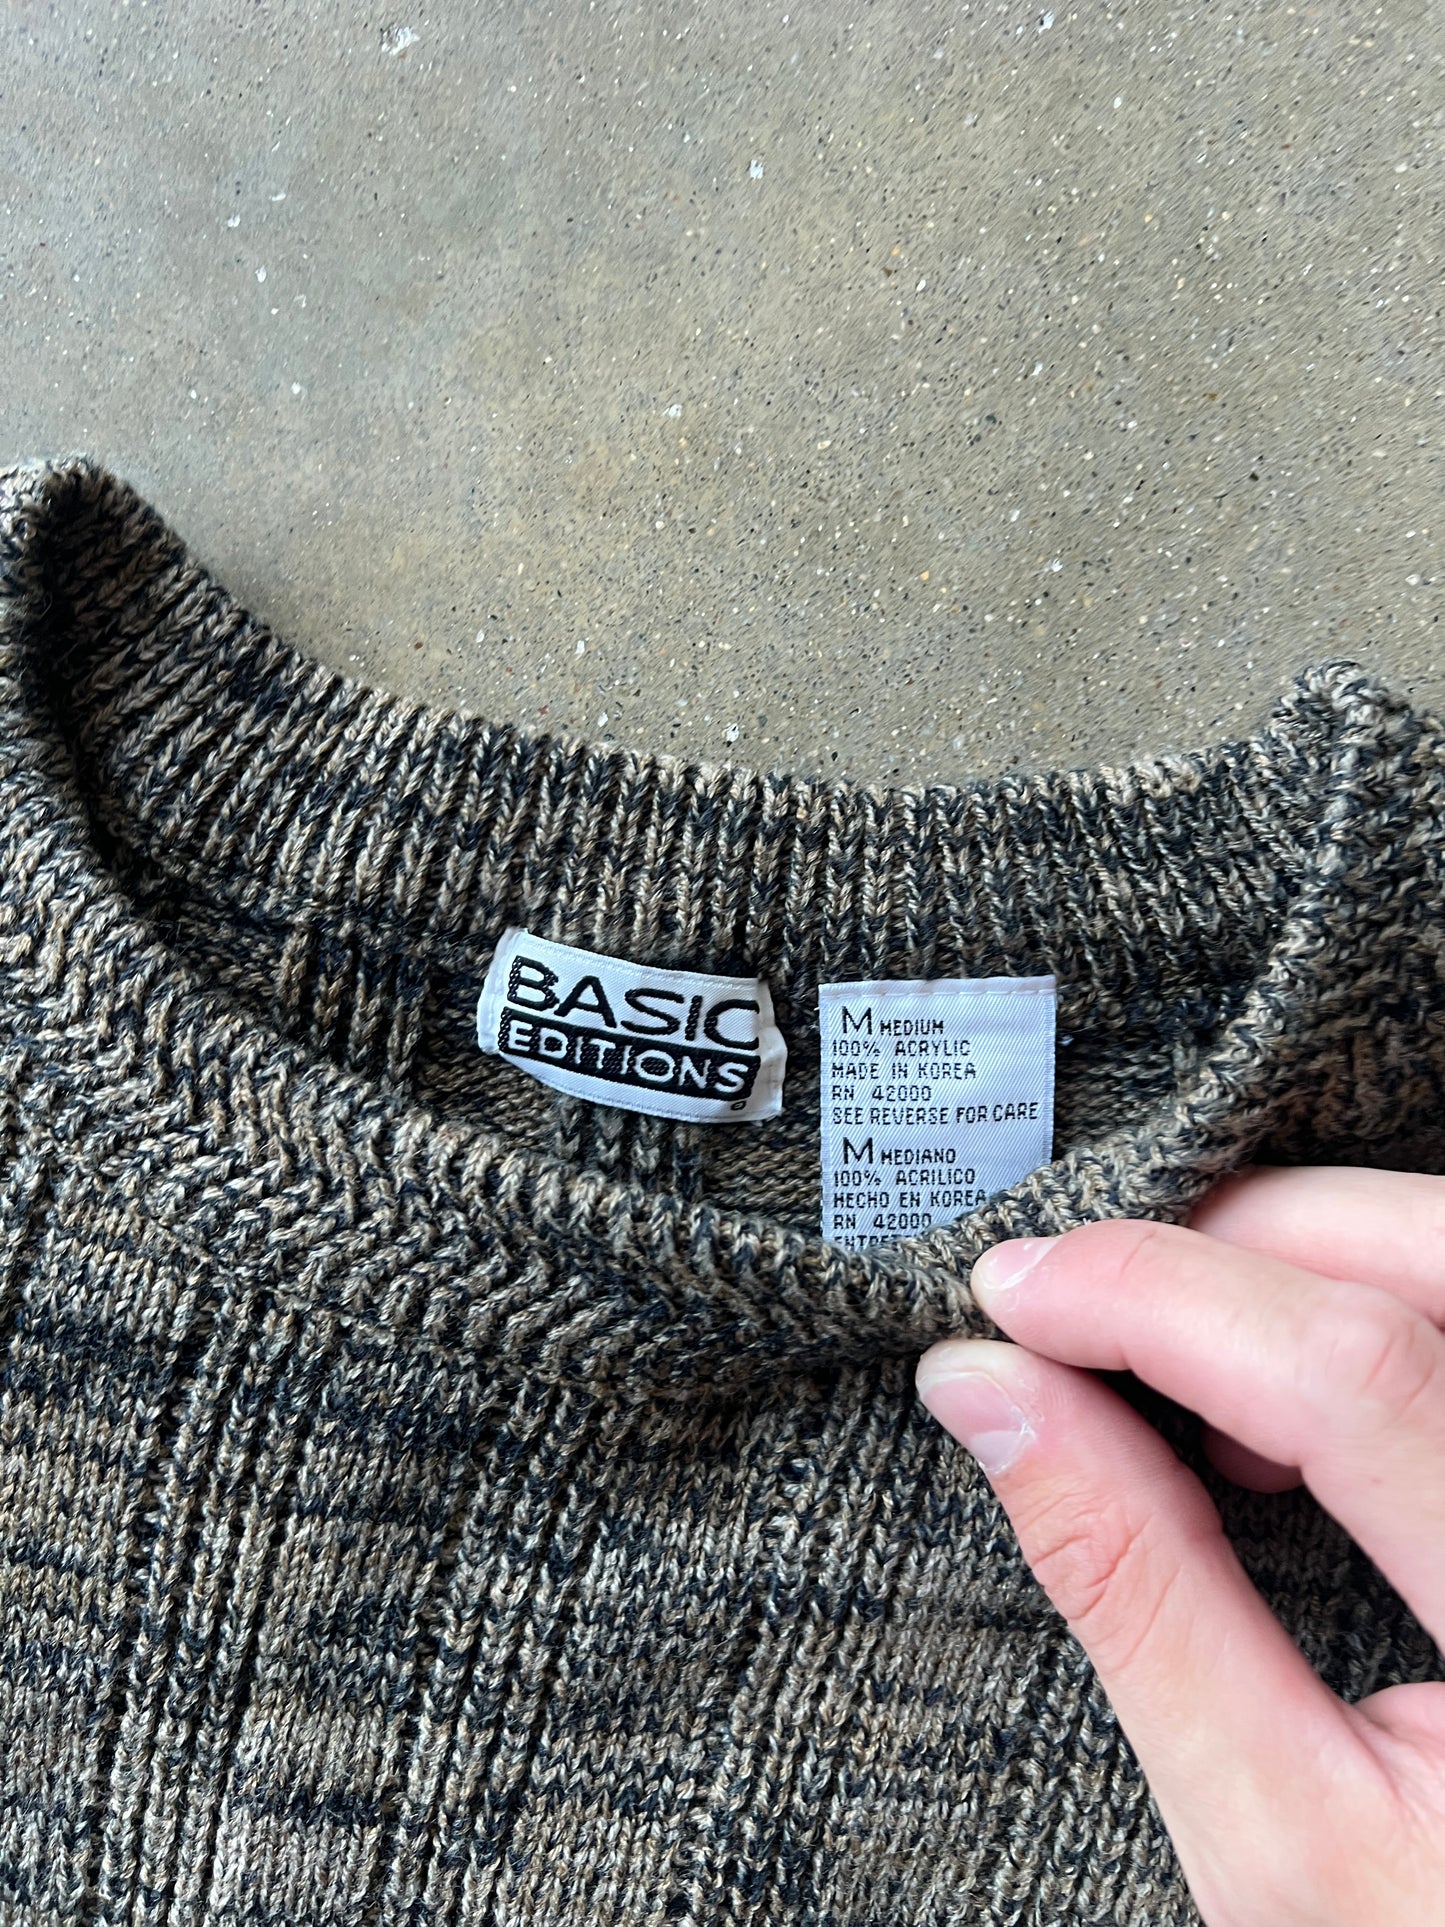 BASIC
EDITIONS
M MEDIUM
100% ACRYLIC
MADE IN KOREA
RN 42000
SEE REVERSE FOR CARE
M MEDIANO
100% ACRILICO
HECHO EN KOREA
RN 42000